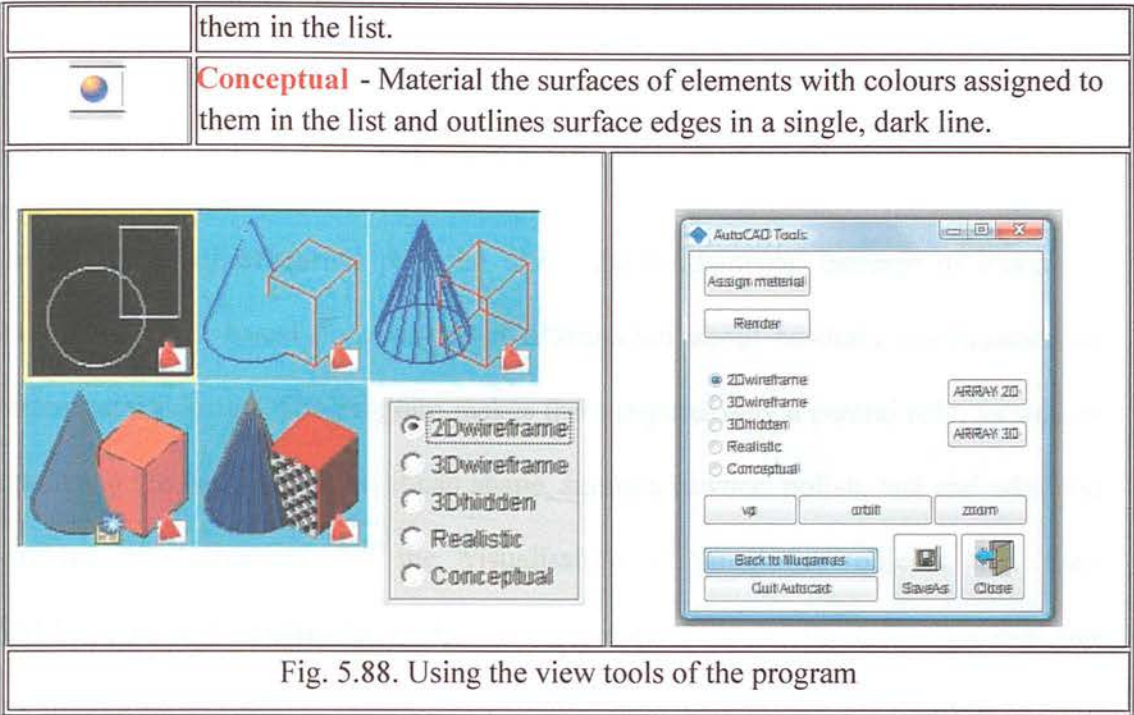 them in the list.
Conceptual - Material the surfaces of elements with colours assigned to
them in the list and outlines surface edges in a single, dark line.
2Dwireframe
3Dwireframe
3Dhidden
Realistic
Conceptual
AutoCAD Tools
Assign material
Render
2Dwireframe
3Dwireframe
3Dhidden
Realistic
Conceptual
ARRAY 2D
ARRAY 3D
vp orbit zoom
Back to Muqarnas
Quit Autocad
SaveAs Close
Fig. 5.88. Using the view tools of the program